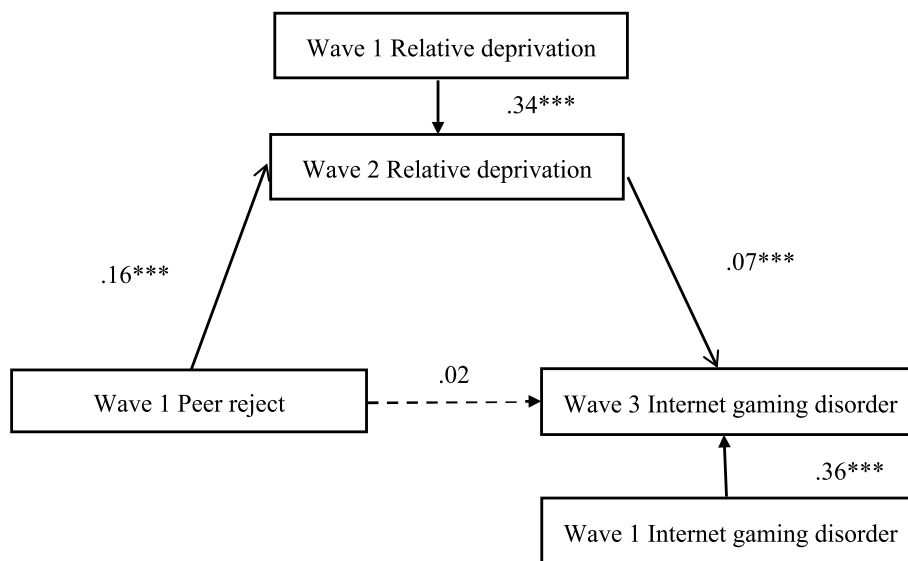 Wave 1 Relative deprivation
.34***
Wave 2 Relative deprivation
.16***
.07***
.02
Wave 1 Peer reject
Wave 3 Internet gaming disorder
.36***
Wave 1 Internet gaming disorder